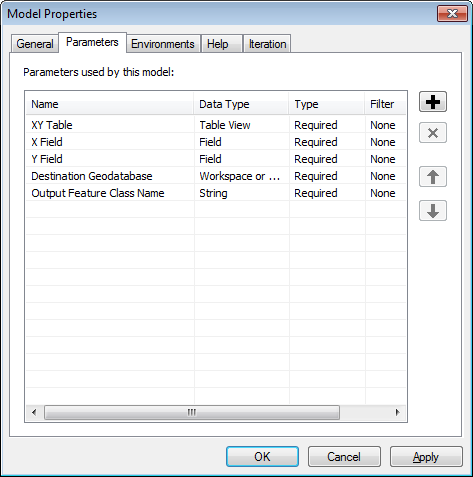 Model Properties
General Parameters Environments Help Iteration
Parameters used by this model:
Name Data Type Type Filter
XY Table Table View Required None
X Field Field Required None
Y Field Field Required None
Destination Geodatabase Workspace or ... Required None
Output Feature Class Name String Required None
OK Cancel Apply